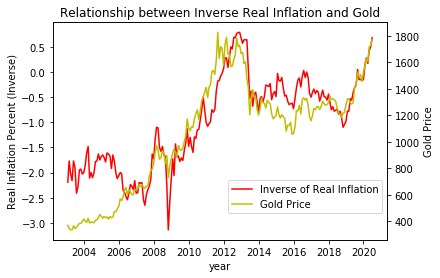 Relationship between Inverse Real Inflation and Gold
Real Inflation Percent (Inverse)
0.5
0.0
−0.5
−1.0
−1.5
−2.0
−2.5
−3.0
1800
1600
1400
1200
1000
800
600
400
Gold Price
Inverse of Real Inflation
Gold Price
2004 2006 2008 2010 2012 2014 2016 2018 2020
year